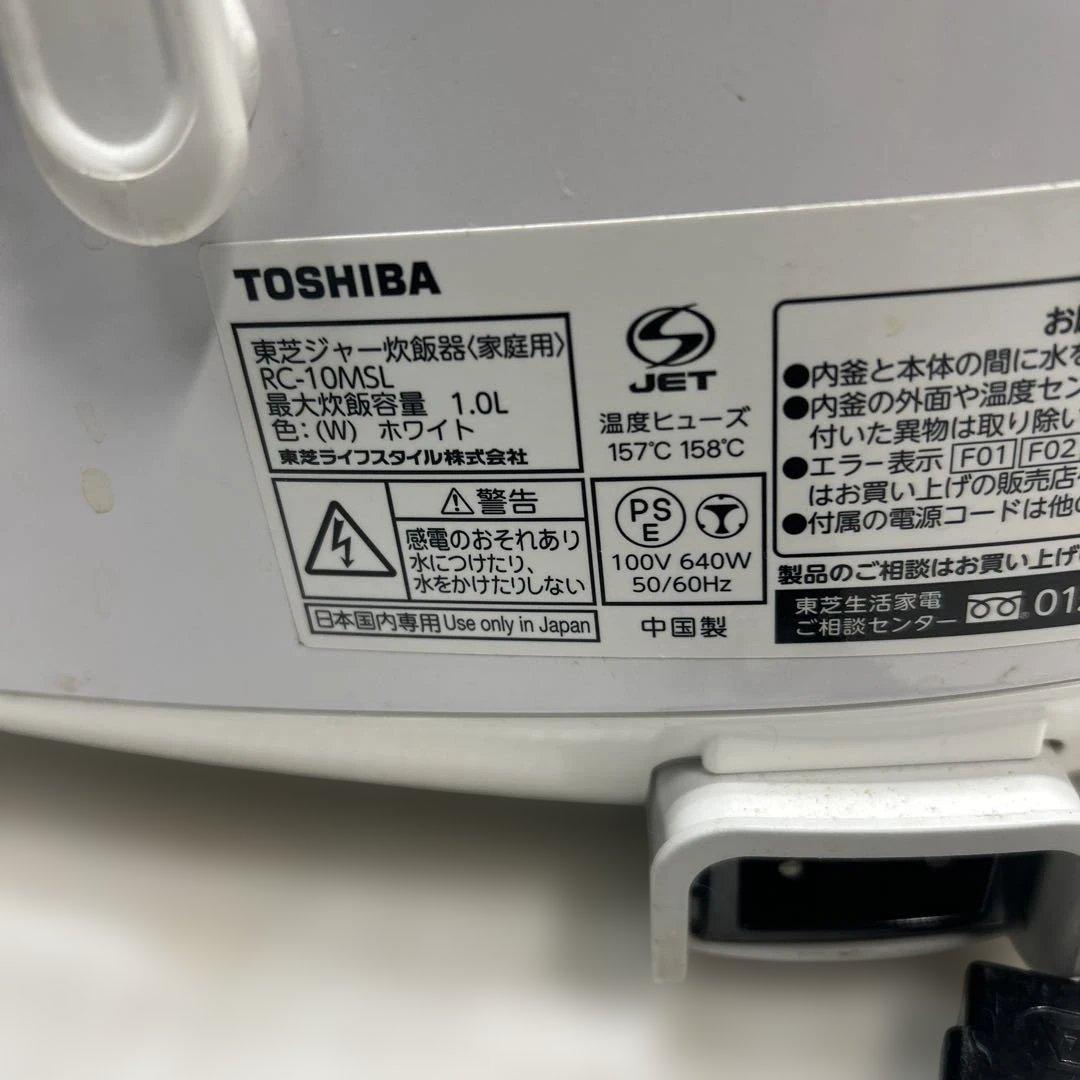 TOSHIBA
東芝ジャー炊飯器〈家庭用〉
RC-10MSL
最大炊飯容量 1.0L
色:(W) ホワイト
東芝ライフスタイル株式会社
警告
感電のおそれあり
水につけたり、
水をかけたりしない
日本国内専用 Use only in Japan
S
JET
温度ヒューズ
157℃ 158℃
PS
E
100V 640W
50/60Hz
中国製
●内釜と本体の間に水を
●内釜の外面や温度セン
付いた異物は取り除い
●エラー表示 F01 F02
はお買い上げの販売店
●付属の電源コードは他の
製品のご相談はお買い上げ
東芝生活家電
ご相談センター